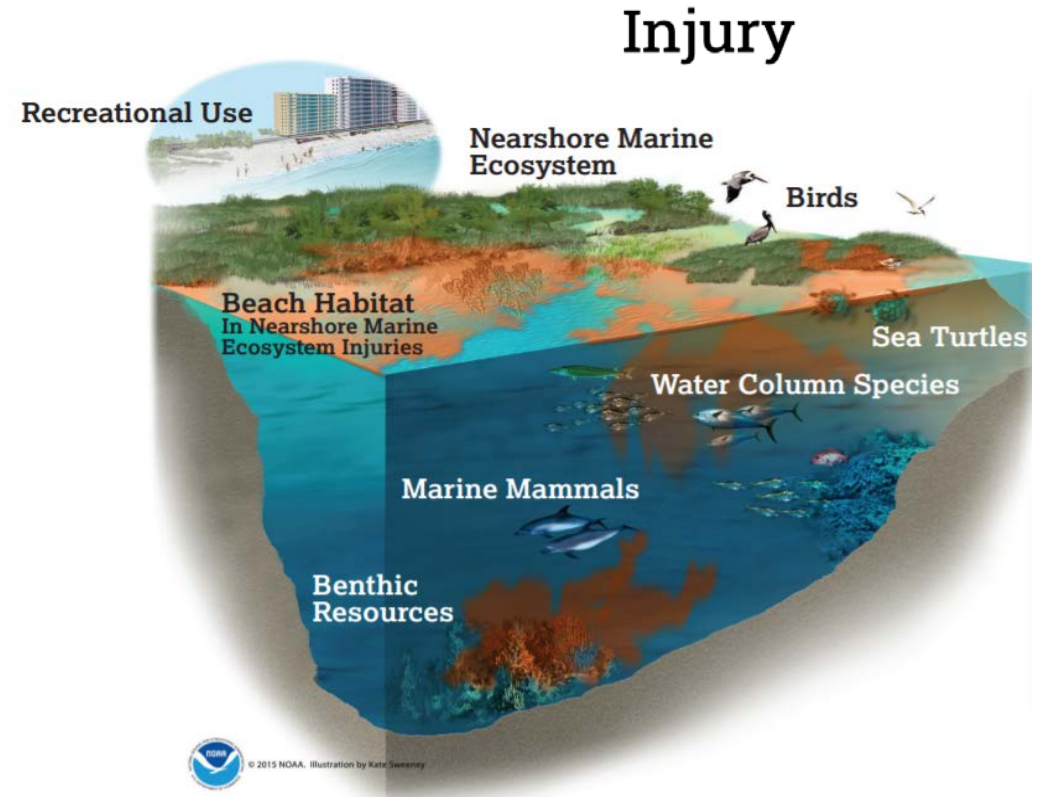 Injury
Recreational Use
Nearshore Marine
Ecosystem
Birds
Beach Habitat
In Nearshore Marine
Ecosystem Injuries
Sea Turtles
Water Column Species
Marine Mammals
Benthic
Resources
NOAA
© 2015 NOAA. Illustration by Kate Sweeney